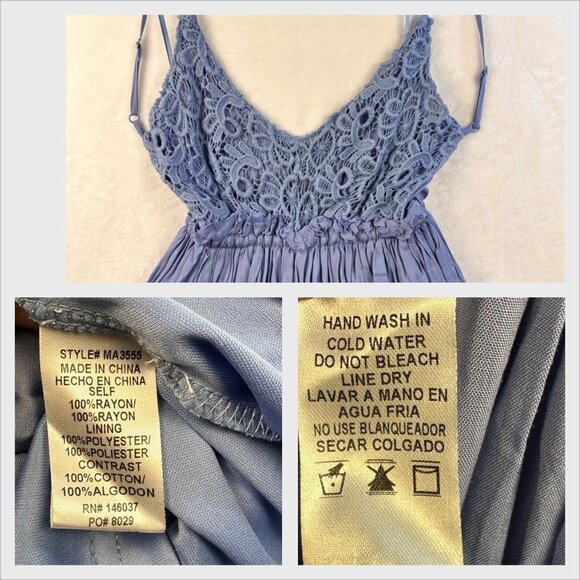 STYLE# MA3555
MADE IN CHINA
HECHO EN CHINA
SELF
100%RAYON/
100%RAYON
LINING
100%POLYESTER/
100%POLIESTER
CONTRAST
100%COTTON/
100%ALGODON
RN# 146037
PO# 8029
HAND WASH IN
COLD WATER
DO NOT BLEACH
LINE DRY
LAVAR A MANO EN
AGUA FRIA
NO USE BLANQUEADOR
SECAR COLGADO